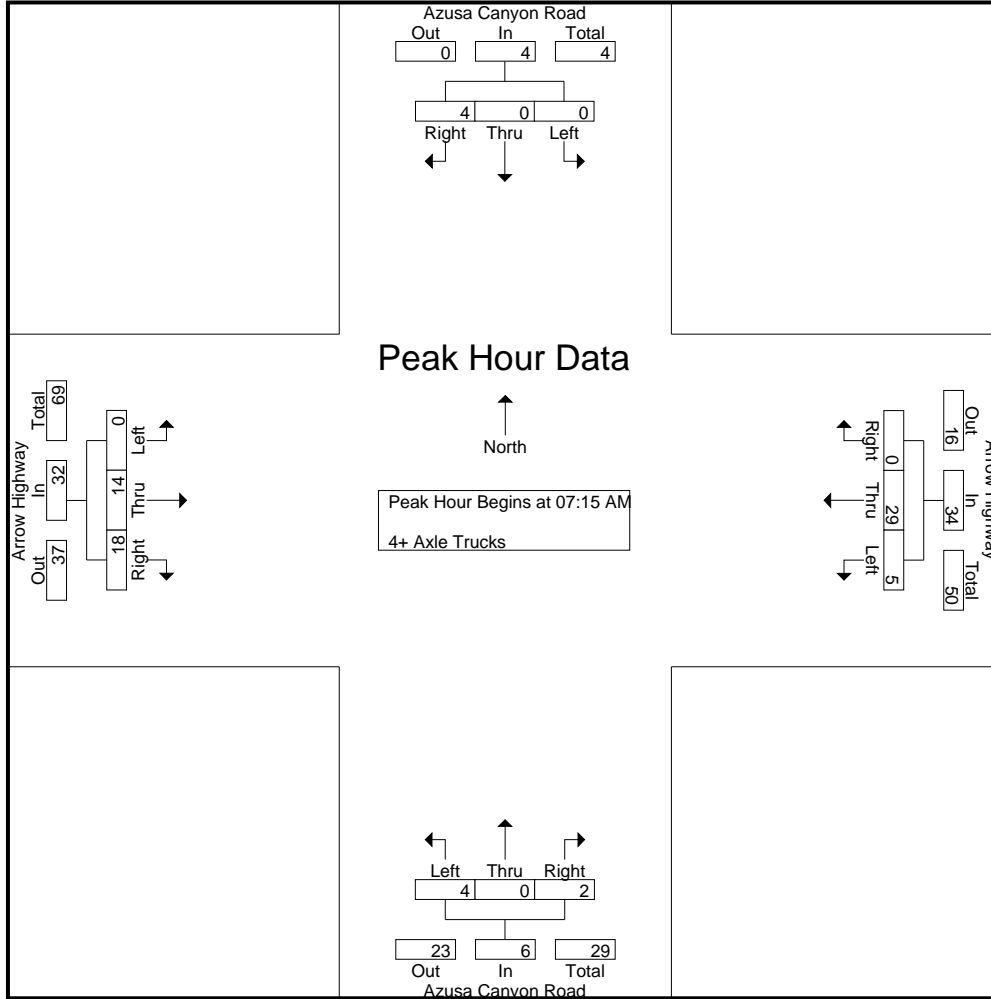 Azusa Canyon Road
Out In Total
0 4 4
4 0 0
Right Thru Left
Peak Hour Data
North
Peak Hour Begins at 07:15 AM
4+ Axle Trucks
Arrow Highway
Total In Out
69 32 37
0 14 18
Left Thru Right
Arrow Highway
Out In Total
16 34 50
0 29 5
Right Thru Left
Left Thru Right
4 0 2
23 6 29
Out In Total
Azusa Canyon Road